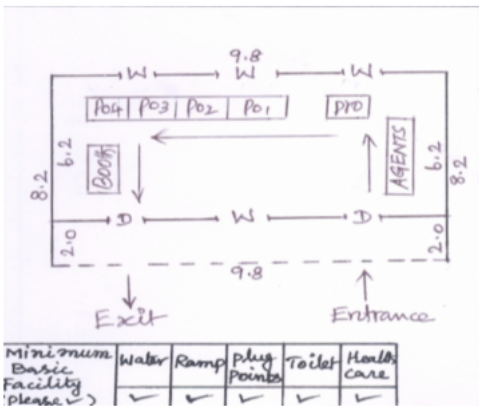 9.8
W W W
PO4 PO3 PO2 PO1 PRO
8.2 6.2 BOOTH AGENTS 6.2 8.2
D W D
2.0 2.0
9.8
Exit Entrance
Minimum Basic Facility (please ✓) Water Ramp Plug Points Toilet Health Care
✓ ✓ ✓ ✓ ✓